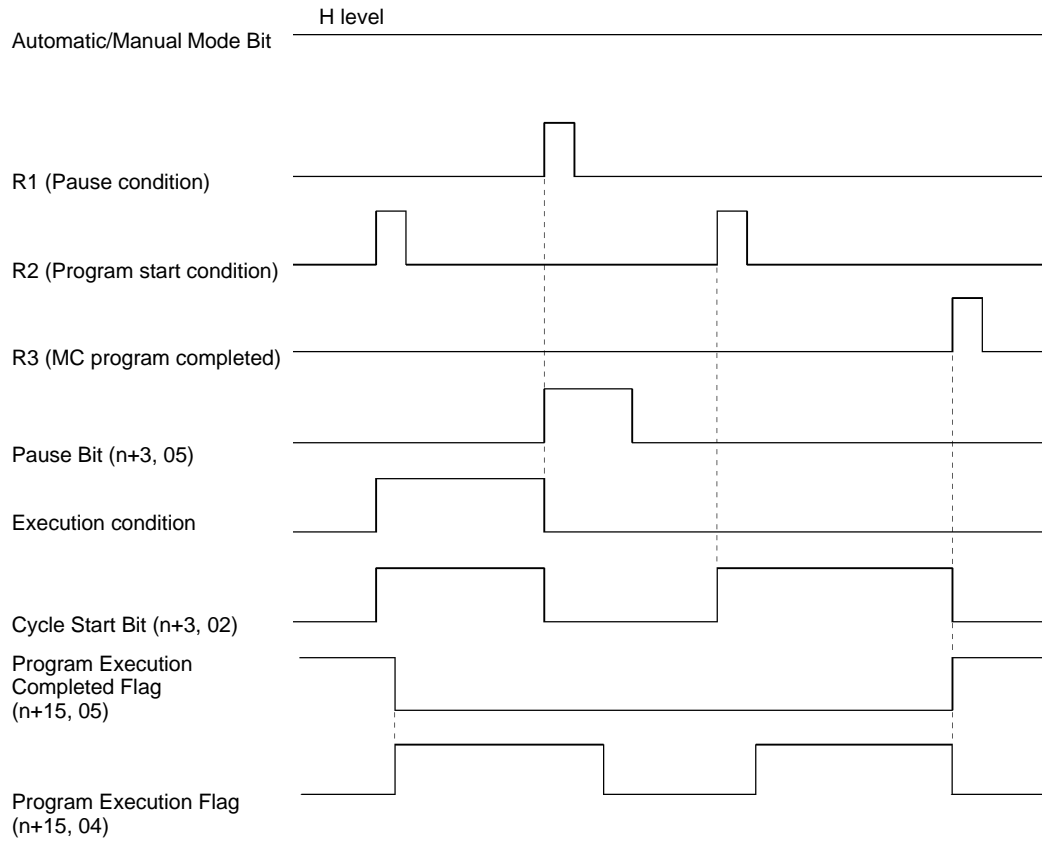 H level
Automatic/Manual Mode Bit
R1 (Pause condition)
R2 (Program start condition)
R3 (MC program completed)
Pause Bit (n+3, 05)
Execution condition
Cycle Start Bit (n+3, 02)
Program Execution
Completed Flag
(n+15, 05)
Program Execution Flag
(n+15, 04)